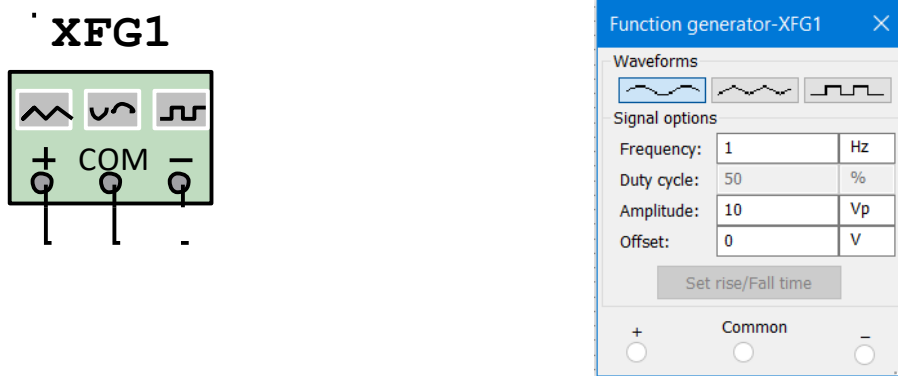 XFG1
+ COM −
Function generator-XFG1
Waveforms
Signal options
Frequency: 1 Hz
Duty cycle: 50 %
Amplitude: 10 Vp
Offset: 0 V
Set rise/Fall time
+ Common −